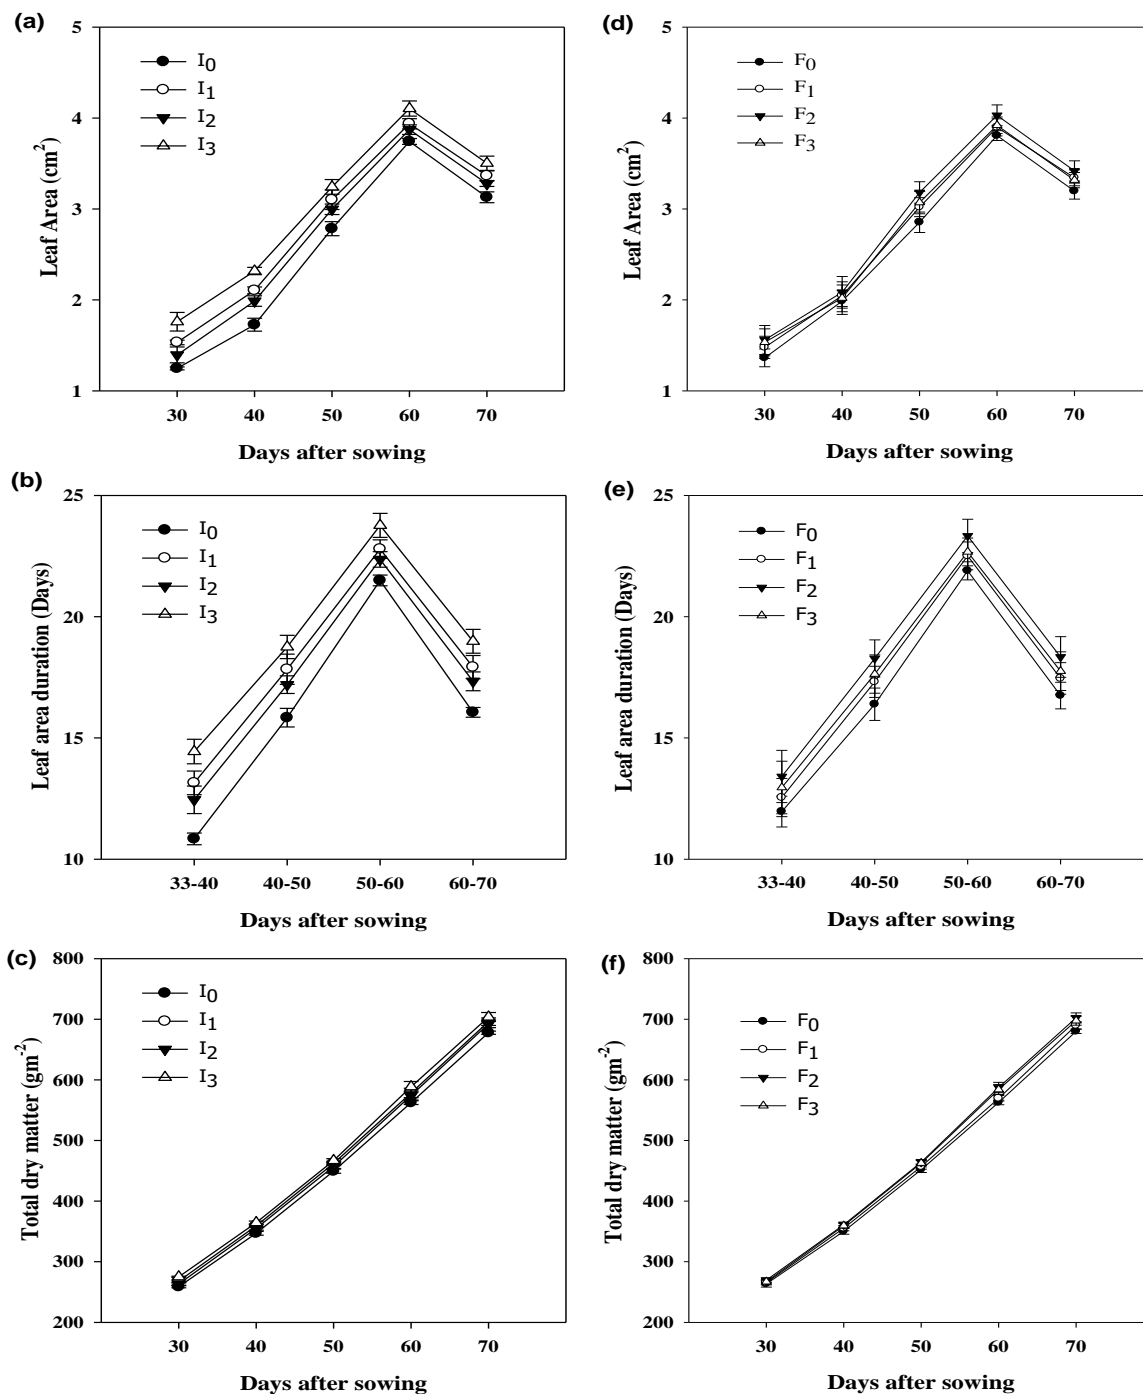 (a)
Leaf Area (cm²)
5
4
3
2
1
I₀
I₁
I₂
I₃
30 40 50 60 70
Days after sowing
(d)
Leaf Area (cm²)
5
4
3
2
1
F₀
F₁
F₂
F₃
30 40 50 60 70
Days after sowing
(b)
Leaf area duration (Days)
25
20
15
10
I₀
I₁
I₂
I₃
33-40 40-50 50-60 60-70
Days after sowing
(e)
Leaf area duration (Days)
25
20
15
10
F₀
F₁
F₂
F₃
33-40 40-50 50-60 60-70
Days after sowing
(c)
Total dry matter (gm⁻²)
800
700
600
500
400
300
200
I₀
I₁
I₂
I₃
30 40 50 60 70
Days after sowing
(f)
Total dry matter (gm⁻²)
800
700
600
500
400
300
200
F₀
F₁
F₂
F₃
30 40 50 60 70
Days after sowing